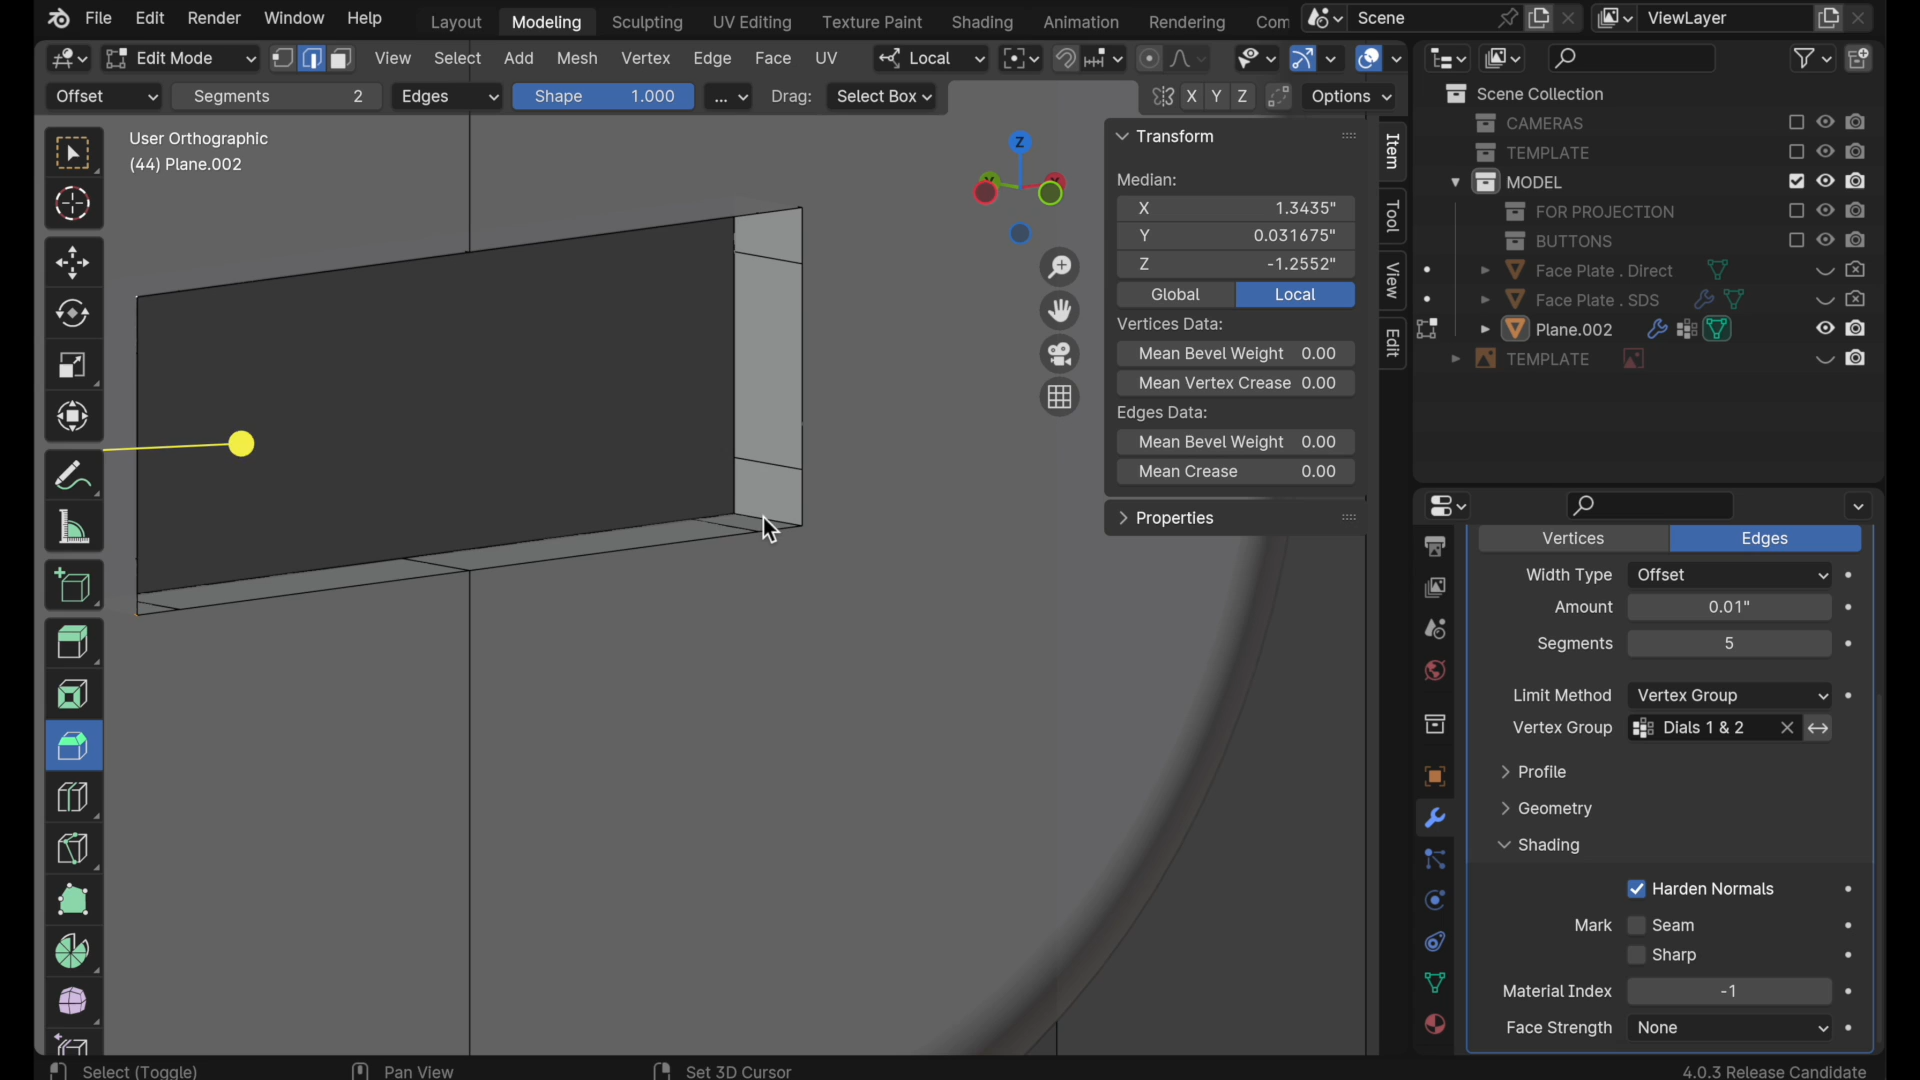 File Edit Render Window Help
Layout Modeling Sculpting UV Editing Texture Paint Shading Animation Rendering Com
Scene ViewLayer
Edit Mode View Select Add Mesh Vertex Edge Face UV Local
Offset Segments 2 Edges Shape 1.000 ... Drag: Select Box X Y Z Options
User Orthographic
(44) Plane.002
Z
Transform
Median:
X 1.3435"
Y 0.031675"
Z -1.2552"
Global Local
Vertices Data:
Mean Bevel Weight 0.00
Mean Vertex Crease 0.00
Edges Data:
Mean Bevel Weight 0.00
Mean Crease 0.00
Properties
Item
Tool
View
Edit
Scene Collection
CAMERAS
TEMPLATE
MODEL
FOR PROJECTION
BUTTONS
Face Plate . Direct
Face Plate . SDS
Plane.002
TEMPLATE
Vertices Edges
Width Type Offset
Amount 0.01"
Segments 5
Limit Method Vertex Group
Vertex Group Dials 1 & 2
Profile
Geometry
Shading
Harden Normals
Mark Seam
Sharp
Material Index -1
Face Strength None
Select (Toggle) Pan View Set 3D Cursor 4.0.3 Release Candidate